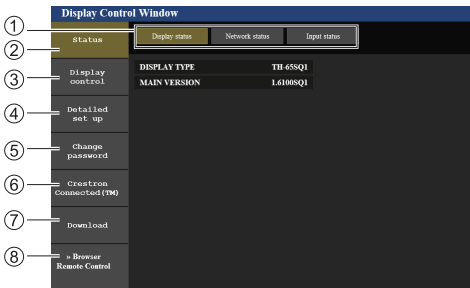 Display Control Window
① Display status Network status Input status
② Status
DISPLAY TYPE TH-65SQ1
MAIN VERSION 1.6100SQ1
③ Display
control
④ Detailed
set up
⑤ Change
password
⑥ Crestron
Connected(TM)
⑦ Download
⑧ » Browser
Remote Control